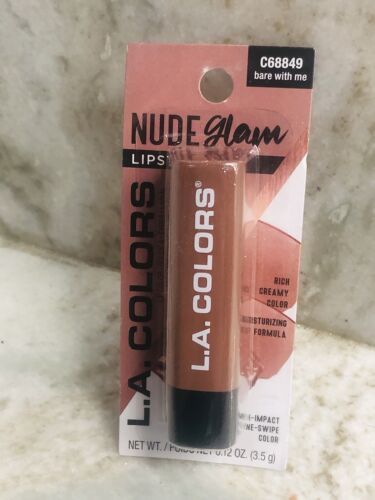 C68849
bare with me
NUDE glam
L.A. COLORS
L.A. COLORS®
RICH
CREAMY
COLOR
FORMULA
COLOR
NET WT./POIDS NET 0.12 OZ. (3.5 g)